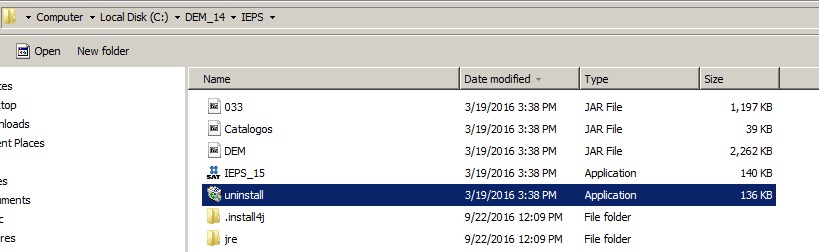 Computer Local Disk (C:) DEM_14 IEPS
Open New folder
Name Date modified Type Size
033 3/19/2016 3:38 PM JAR File 1,197 KB
Catalogos 3/19/2016 3:38 PM JAR File 39 KB
DEM 3/19/2016 3:38 PM JAR File 2,262 KB
SAT IEPS_15 3/19/2016 3:38 PM Application 140 KB
uninstall 3/19/2016 3:38 PM Application 136 KB
.install4j 9/22/2016 12:09 PM File folder
jre 9/22/2016 12:09 PM File folder
tes
top
nloads
ent Places
es
uments
c
res